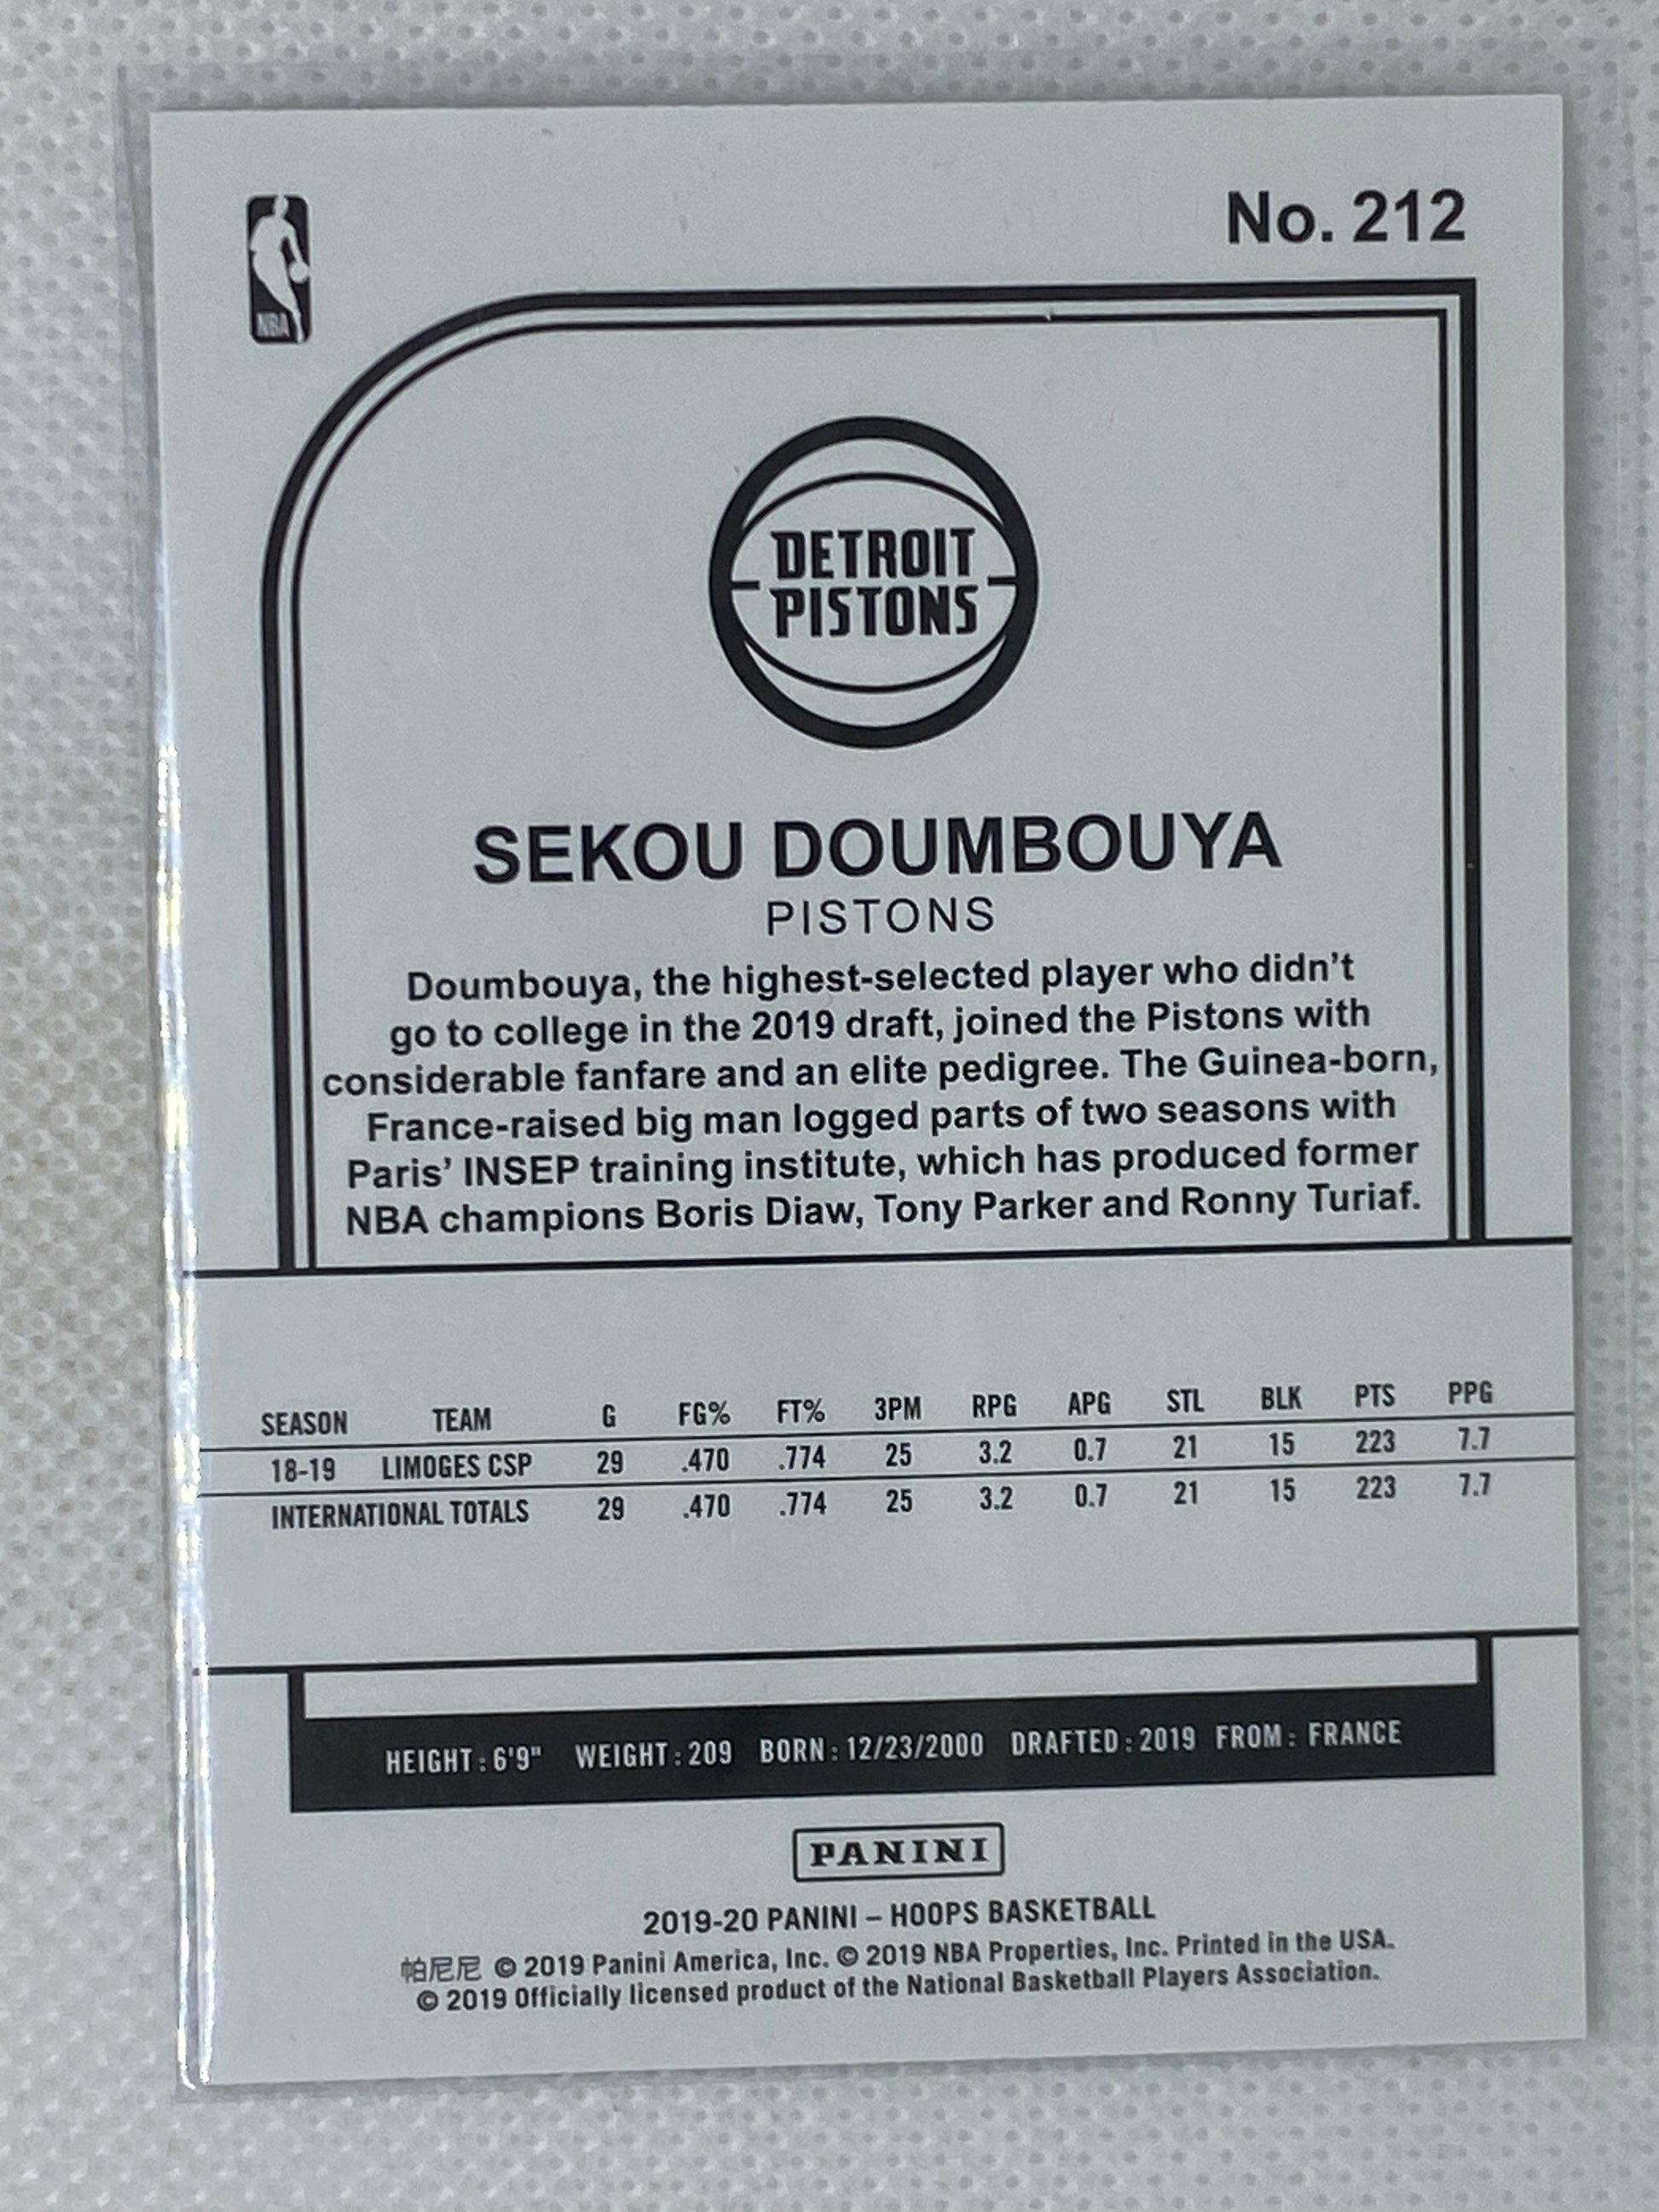 No. 212
NBA
DETROIT
PISTONS
SEKOU DOUMBOUYA
PISTONS
Doumbouya, the highest-selected player who didn't
go to college in the 2019 draft, joined the Pistons with
considerable fanfare and an elite pedigree. The Guinea-born,
France-raised big man logged parts of two seasons with
Paris' INSEP training institute, which has produced former
NBA champions Boris Diaw, Tony Parker and Ronny Turiaf.
SEASON TEAM G FG% FT% 3PM RPG APG STL BLK PTS PPG
18-19 LIMOGES CSP 29 .470 .774 25 3.2 0.7 21 15 223 7.7
INTERNATIONAL TOTALS 29 .470 .774 25 3.2 0.7 21 15 223 7.7
HEIGHT: 6'9" WEIGHT: 209 BORN: 12/23/2000 DRAFTED: 2019 FROM: FRANCE
PANINI
2019-20 PANINI – HOOPS BASKETBALL
帕尼尼 © 2019 Panini America, Inc. © 2019 NBA Properties, Inc. Printed in the USA.
© 2019 Officially licensed product of the National Basketball Players Association.